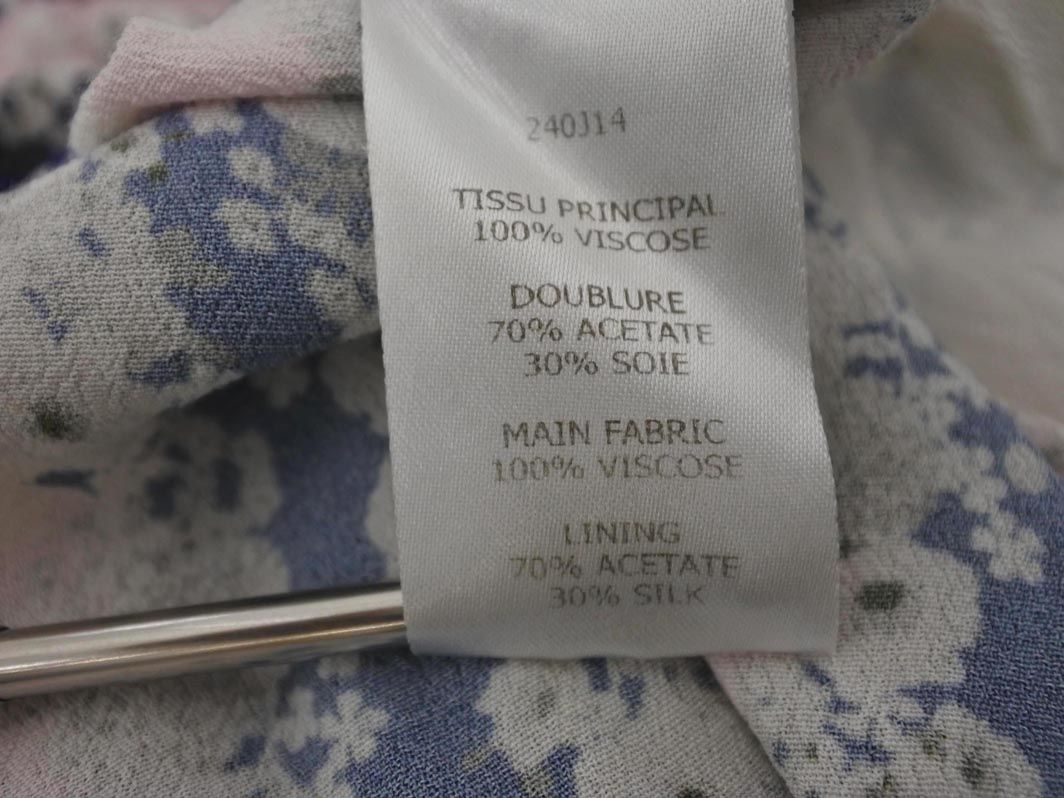 240J14
TISSU PRINCIPAL
100% VISCOSE
DOUBLURE
70% ACETATE
30% SOIE
MAIN FABRIC
100% VISCOSE
LINING
70% ACETATE
30% SILK